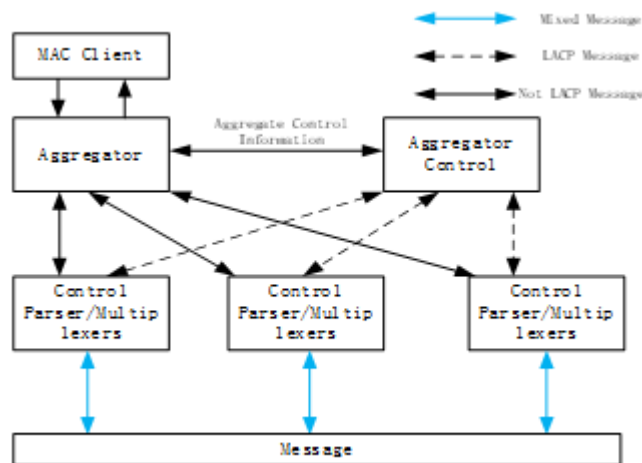 Mixed Message
MAC Client
LACP Message
Not LACP Message
Aggregate Control
Information
Aggregator
Aggregator
Control
Control
Parser/Multip
lexers
Control
Parser/Multip
lexers
Control
Parser/Multip
lexers
Message